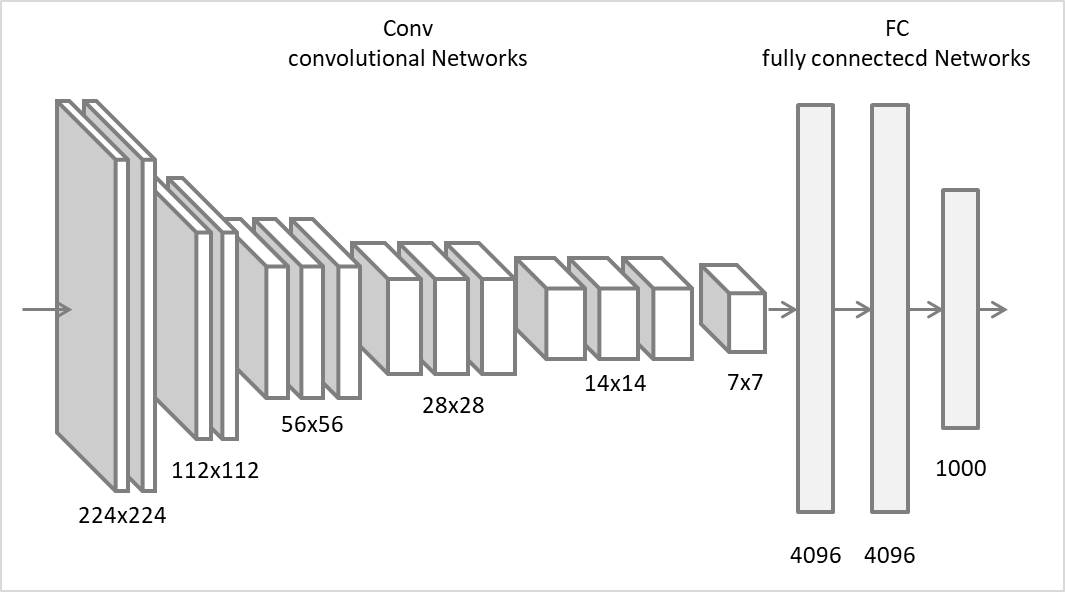 Conv
convolutional Networks
FC
fully connectecd Networks
224x224
112x112
56x56
28x28
14x14
7x7
4096
4096
1000